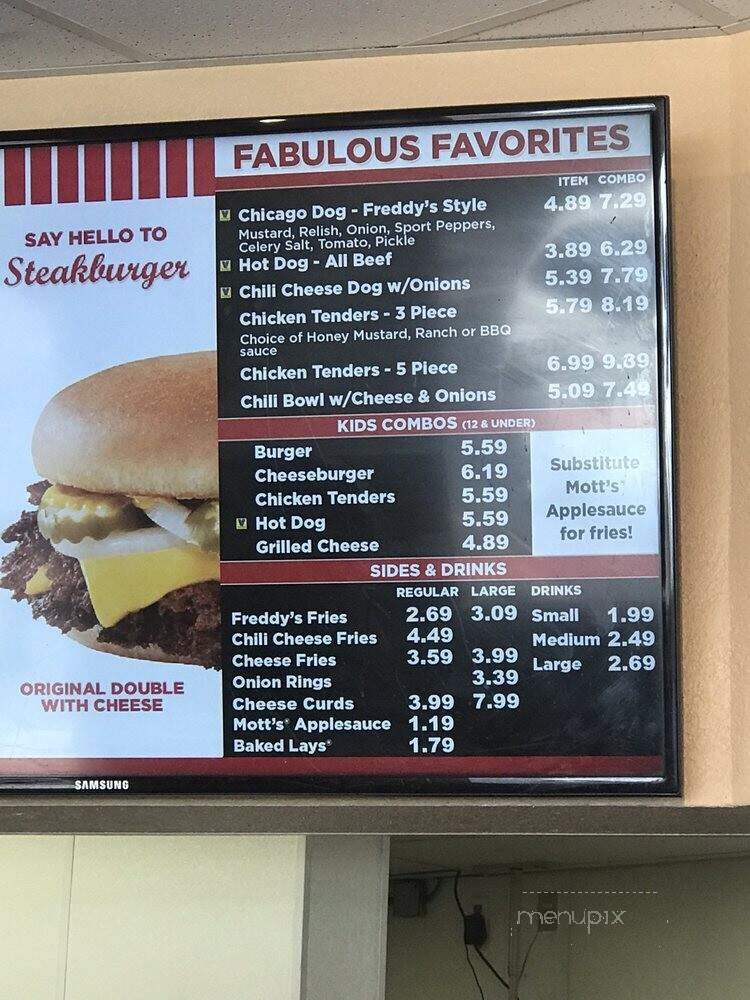 SAY HELLO TO
Steakburger
ORIGINAL DOUBLE
WITH CHEESE
FABULOUS FAVORITES
ITEM COMBO
Chicago Dog - Freddy's Style 4.89 7.29
Mustard, Relish, Onion, Sport Peppers,
Celery Salt, Tomato, Pickle
Hot Dog - All Beef 3.89 6.29
Chili Cheese Dog w/Onions 5.39 7.79
Chicken Tenders - 3 Piece 5.79 8.19
Choice of Honey Mustard, Ranch or BBQ
sauce
Chicken Tenders - 5 Piece 6.99 9.39
Chili Bowl w/Cheese & Onions 5.09 7.49
KIDS COMBOS (12 & UNDER)
Burger 5.59
Cheeseburger 6.19
Chicken Tenders 5.59
Hot Dog 5.59
Grilled Cheese 4.89
Substitute
Mott's®
Applesauce
for fries!
SIDES & DRINKS
REGULAR LARGE DRINKS
Freddy's Fries 2.69 3.09 Small 1.99
Chili Cheese Fries 4.49 Medium 2.49
Cheese Fries 3.59 3.99 Large 2.69
Onion Rings 3.39
Cheese Curds 3.99 7.99
Mott's® Applesauce 1.19
Baked Lays® 1.79
SAMSUNG
menupix